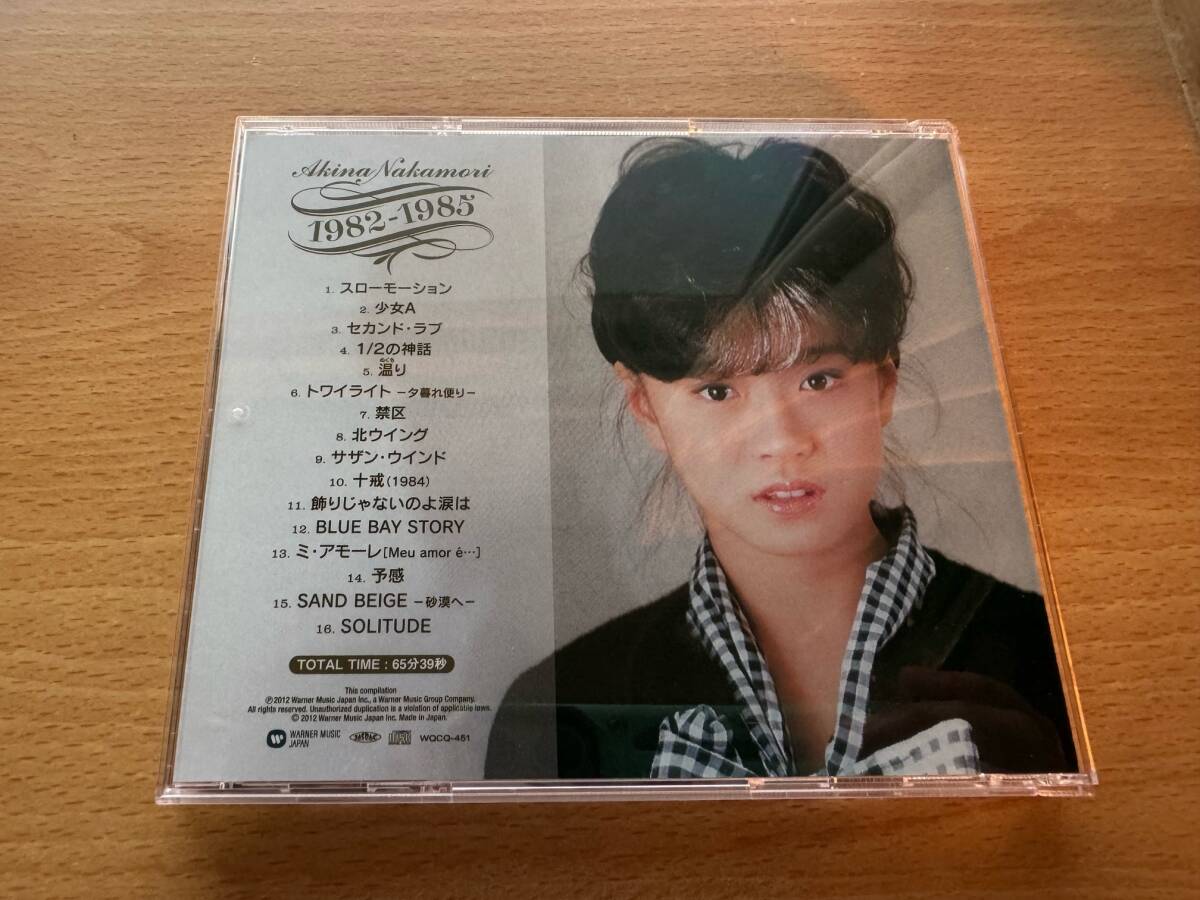 Akina Nakamori
1982-1985
1. スローモーション
2. 少女A
3. セカンド・ラブ
4. 1/2の神話
ぬくも
5. 温り
6. トワイライト －夕暮れ便り－
7. 禁区
8. 北ウイング
9. サザン・ウインド
10. 十戒(1984)
11. 飾りじゃないのよ涙は
12. BLUE BAY STORY
13. ミ・アモーレ[Meu amor é…]
14. 予感
15. SAND BEIGE －砂漠へ－
16. SOLITUDE
TOTAL TIME : 65分39秒
This compilation
℗2012 Warner Music Japan Inc., a Warner Music Group Company.
All rights reserved. Unauthorized duplication is a violation of applicable laws.
© 2012 Warner Music Japan Inc. Made in Japan.
WARNER MUSIC
JAPAN
JASRAC
WQCQ-451